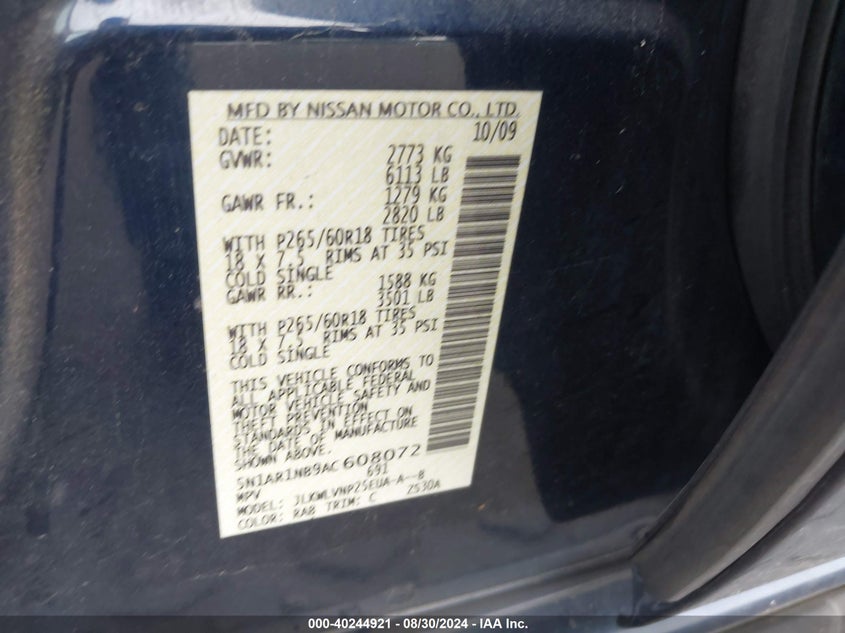 MFD BY NISSAN MOTOR CO., LTD.
DATE: 10/09
GVWR: 2773 KG
6113 LB
GAWR FR.: 1279 KG
2820 LB
WITH P265/60R18 TIRES
18 X 7.5 RIMS AT 35 PSI
COLD SINGLE
GAWR RR.: 1588 KG
3501 LB
WITH P265/60R18 TIRES
18 X 7.5 RIMS AT 35 PSI
COLD SINGLE
THIS VEHICLE CONFORMS TO
ALL APPLICABLE FEDERAL
MOTOR VEHICLE SAFETY AND
THEFT PREVENTION
STANDARDS IN EFFECT ON
THE DATE OF MANUFACTURE
SHOWN ABOVE.
5N1AR1NB9AC608072
MPV 691
MODEL: JLKWLVNP25EUA-A--B
COLOR: RAB TRIM: C ZS30A
000-40244921 - 08/30/2024 - IAA Inc.